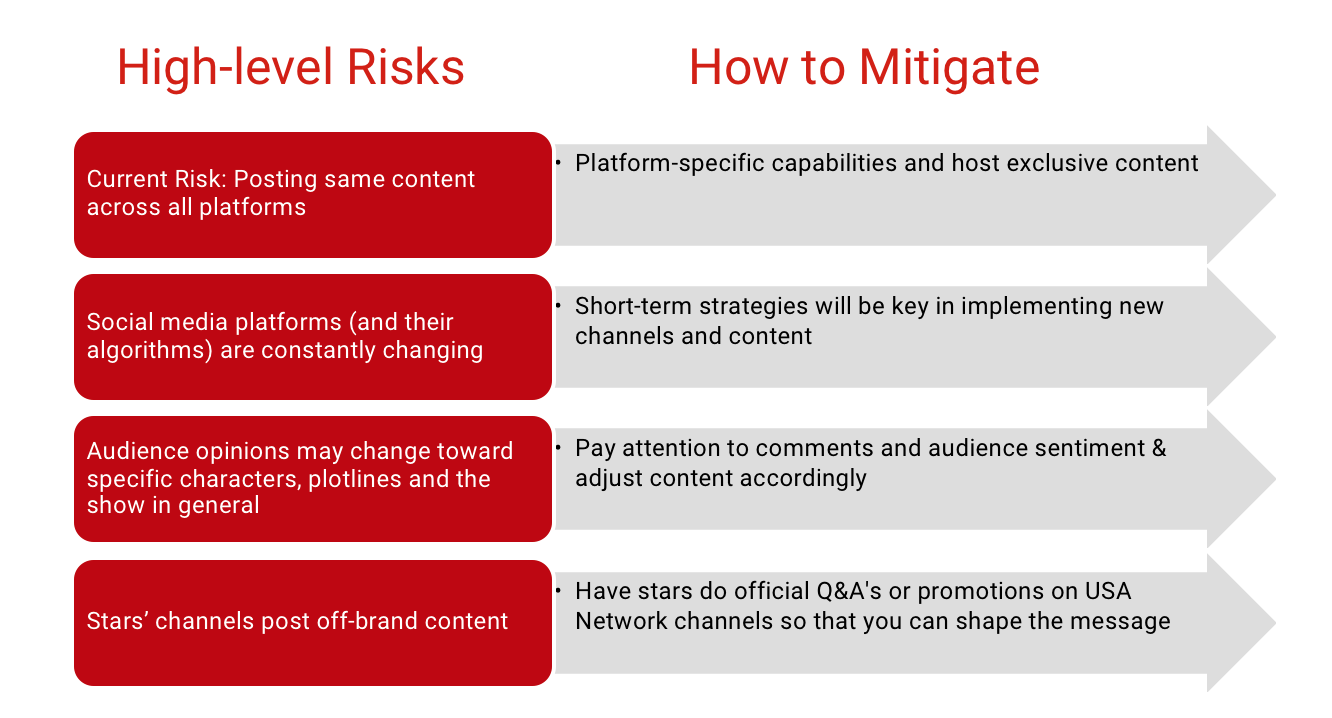 High-level Risks
How to Mitigate
Current Risk: Posting same content
across all platforms
• Platform-specific capabilities and host exclusive content
Social media platforms (and their
algorithms) are constantly changing
• Short-term strategies will be key in implementing new
channels and content
Audience opinions may change toward
specific characters, plotlines and the
show in general
• Pay attention to comments and audience sentiment &
adjust content accordingly
Stars’ channels post off-brand content
• Have stars do official Q&A's or promotions on USA
Network channels so that you can shape the message